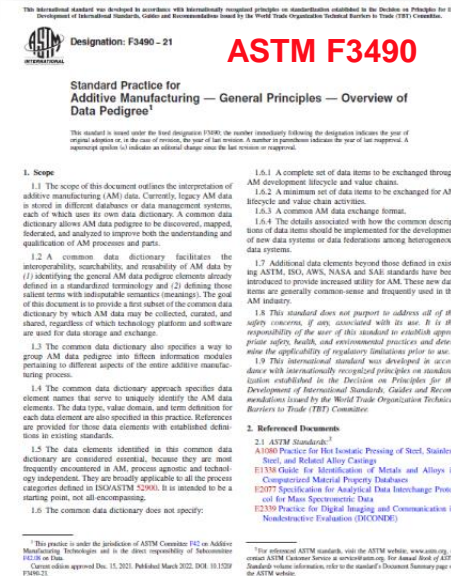 This international standard was developed in accordance with internationally recognized principles on standardization established in the Decision on Principles for
Development of International Standards, Guides and Recommendations issued by the World Trade Organization Technical Barriers to Trade (TBT) Committee.
ASTM
INTERNATIONAL
Designation: F3490 – 21
ASTM F3490
Standard Practice for
Additive Manufacturing — General Principles — Overview of
Data Pedigree¹
This standard is issued under the fixed designation F3490; the number immediately following the designation indicates the year of
original adoption or, in the case of revision, the year of last revision. A number in parentheses indicates the year of last reapproval. A
superscript epsilon (ε) indicates an editorial change since the last revision or reapproval.
1. Scope
1.1 The scope of this document outlines the interpretation of
additive manufacturing (AM) data. Currently, legacy AM data
is stored in different databases or data management systems,
each of which uses its own data dictionary. A common data
dictionary allows AM data pedigree to be discovered, mapped,
federated, and analyzed to improve both the understanding and
qualification of AM processes and parts.
1.2 A common data dictionary facilitates the
interoperability, searchability, and reusability of AM data by
(1) identifying the general AM data pedigree elements already
defined in a standardized terminology and (2) defining those
salient terms with indisputable semantics (meanings). The goal
of this document is to provide a first subset of the common data
dictionary by which AM data may be collected, curated, and
shared, regardless of which technology platform and software
are used for data storage and exchange.
1.3 The common data dictionary also specifies a way to
group AM data pedigree into fifteen information modules
pertaining to different aspects of the entire additive manufac-
turing process.
1.4 The common data dictionary approach specifies data
element names that serve to uniquely identify the AM data
elements. The data type, value, domain, and term definition for
each data element are also specified in this practice. References
are provided for those data elements with established defini-
tions in existing standards.
1.5 The data elements identified in this common data
dictionary are considered essential, because they are most
frequently encountered in AM, process agnostic and technol-
ogy independent. They are broadly applicable to all the process
categories defined in ISO/ASTM 52900. It is intended to be a
starting point, not all-encompassing.
1.6 The common data dictionary does not specify:
1.6.1 A complete set of data items to be exchanged throug
AM development lifecycle and value chains.
1.6.2 A minimum set of data items to be exchanged for AM
lifecycle and value chain activities.
1.6.3 A common AM data exchange format,
1.6.4 The details associated with how the common descrip
tions of data items should be implemented for the developmen
of new data systems or data federations among heterogeneou
data systems.
1.7 Additional data elements beyond those defined in exist
ing ASTM, ISO, AWS, NASA and SAE standards have bee
introduced to provide increased utility for AM. These new dat
items are generally common-sense and frequently used in th
AM industry.
1.8 This standard does not purport to address all of th
safety concerns, if any, associated with its use. It is th
responsibility of the user of this standard to establish appro
priate safety, health, and environmental practices and deter
mine the applicability of regulatory limitations prior to use.
1.9 This international standard was developed in accor
dance with internationally recognized principles on standard
ization established in the Decision on Principles for th
Development of International Standards, Guides and Recom
mendations issued by the World Trade Organization Technic
Barriers to Trade (TBT) Committee.
2. Referenced Documents
2.1 ASTM Standards:²
A1080 Practice for Hot Isostatic Pressing of Steel, Stainles
Steel, and Related Alloy Castings
E1338 Guide for Identification of Metals and Alloys i
Computerized Material Property Databases
E2077 Specification for Analytical Data Interchange Proto
col for Mass Spectrometric Data
E2339 Practice for Digital Imaging and Communication i
Nondestructive Evaluation (DICONDE)
¹ This practice is under the jurisdiction of ASTM Committee F42 on Additive
Manufacturing Technologies and is the direct responsibility of Subcommittee
F42.08 on Data.
Current edition approved Dec. 15, 2021. Published March 2022. DOI: 10.1520/
F3490-21.
² For referenced ASTM standards, visit the ASTM website, www.astm.org,
contact ASTM Customer Service at service@astm.org. For Annual Book of AST
Standards volume information, refer to the standard's Document Summary page
the ASTM website.